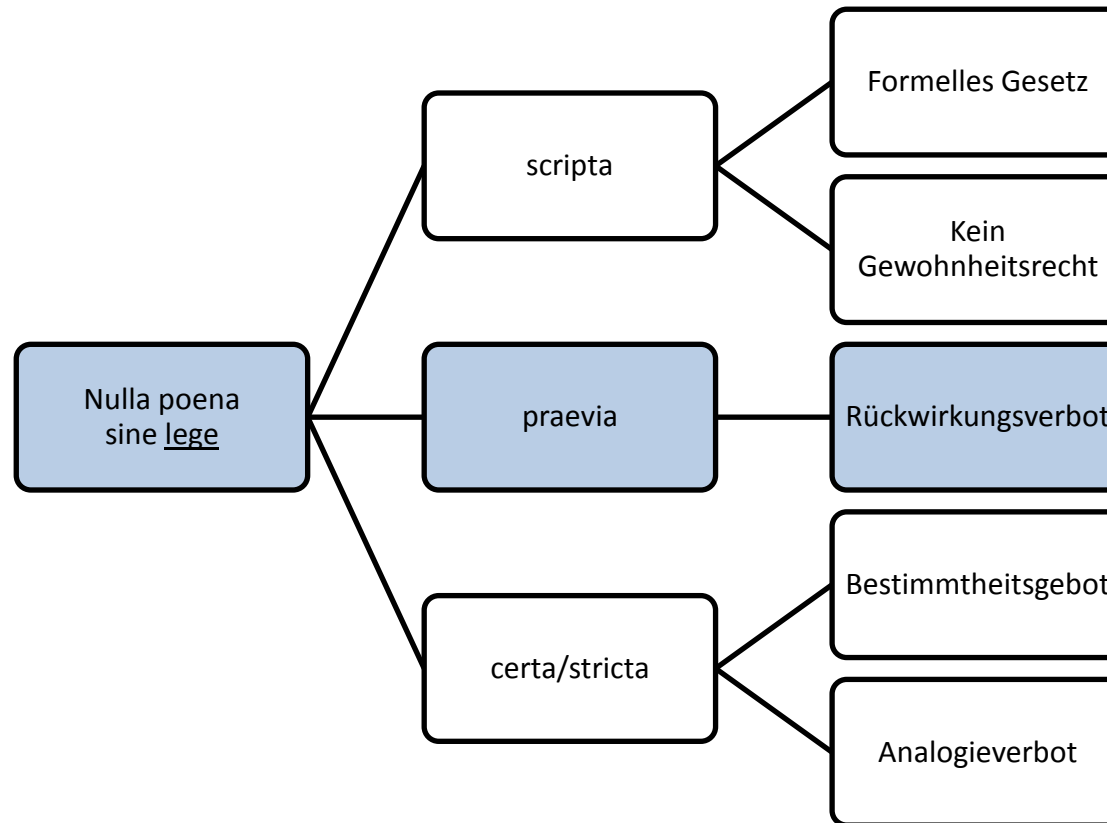 Nulla poena
sine lege
scripta
Formelles Gesetz
Kein
Gewohnheitsrecht
praevia
Rückwirkungsverbot
certa/stricta
Bestimmtheitsgebot
Analogieverbot